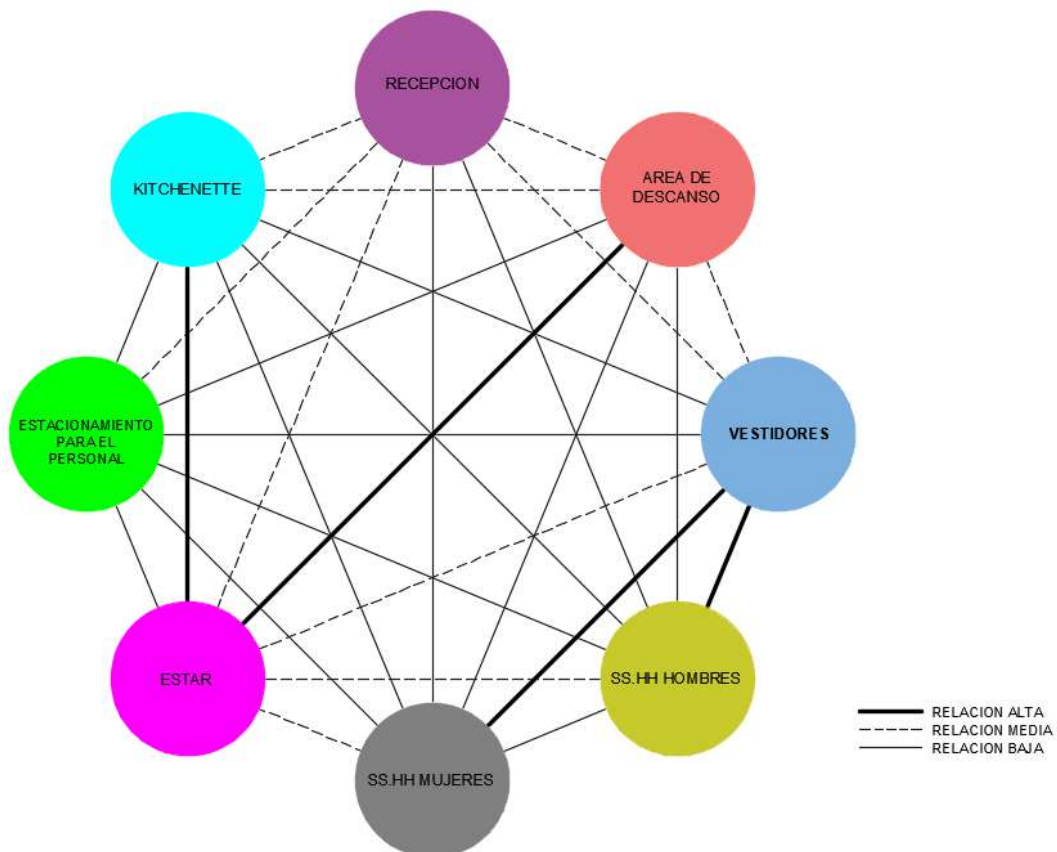 RECEPCION
KITCHENETTE
AREA DE
DESCANSO
ESTACIONAMIENTO
PARA EL
PERSONAL
VESTIDORES
ESTAR
SS.HH HOMBRES
SS.HH MUJERES
RELACION ALTA
RELACION MEDIA
RELACION BAJA